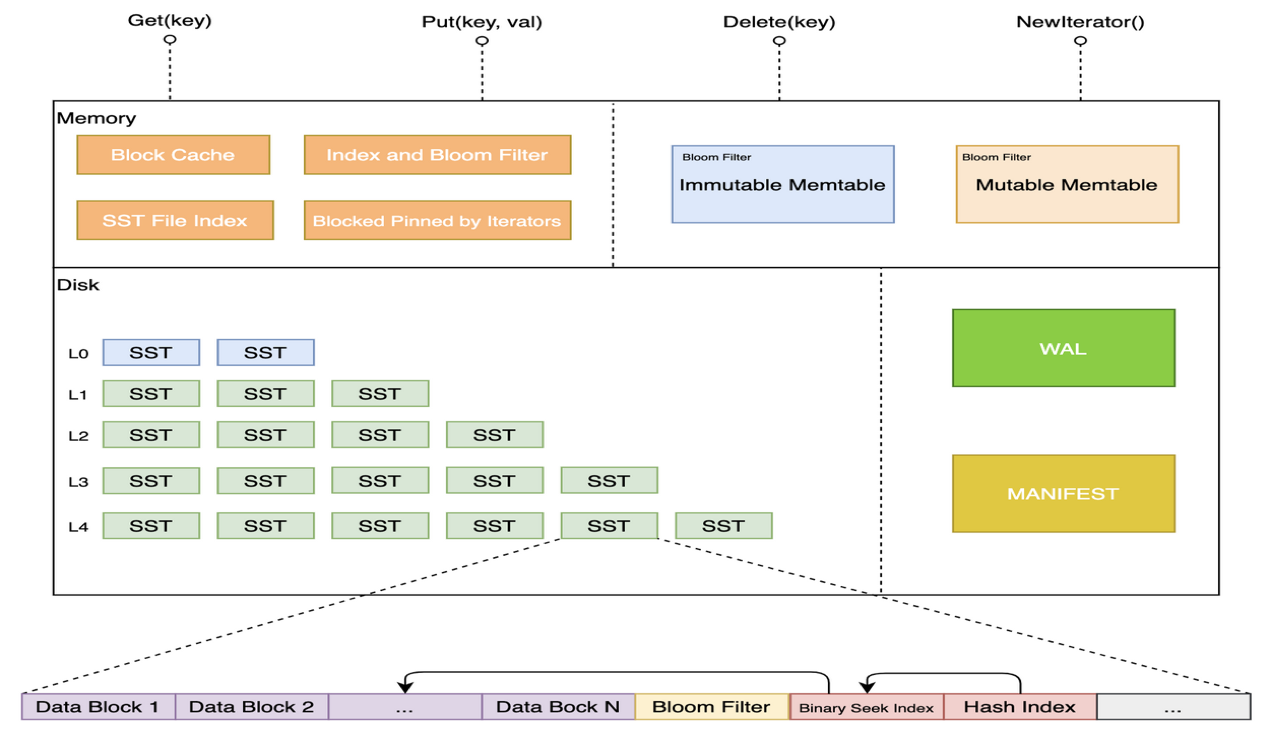 Get(key) Put(key, val) Delete(key) NewIterator()
Memory
Block Cache Index and Bloom Filter
Bloom Filter Bloom Filter
Immutable Memtable Mutable Memtable
SST File Index Blocked Pinned by Iterators
Disk
WAL
L0 SST SST
L1 SST SST SST
L2 SST SST SST SST
L3 SST SST SST SST SST
MANIFEST
L4 SST SST SST SST SST SST
Data Block 1 Data Block 2 ... Data Bock N Bloom Filter Binary Seek Index Hash Index ...